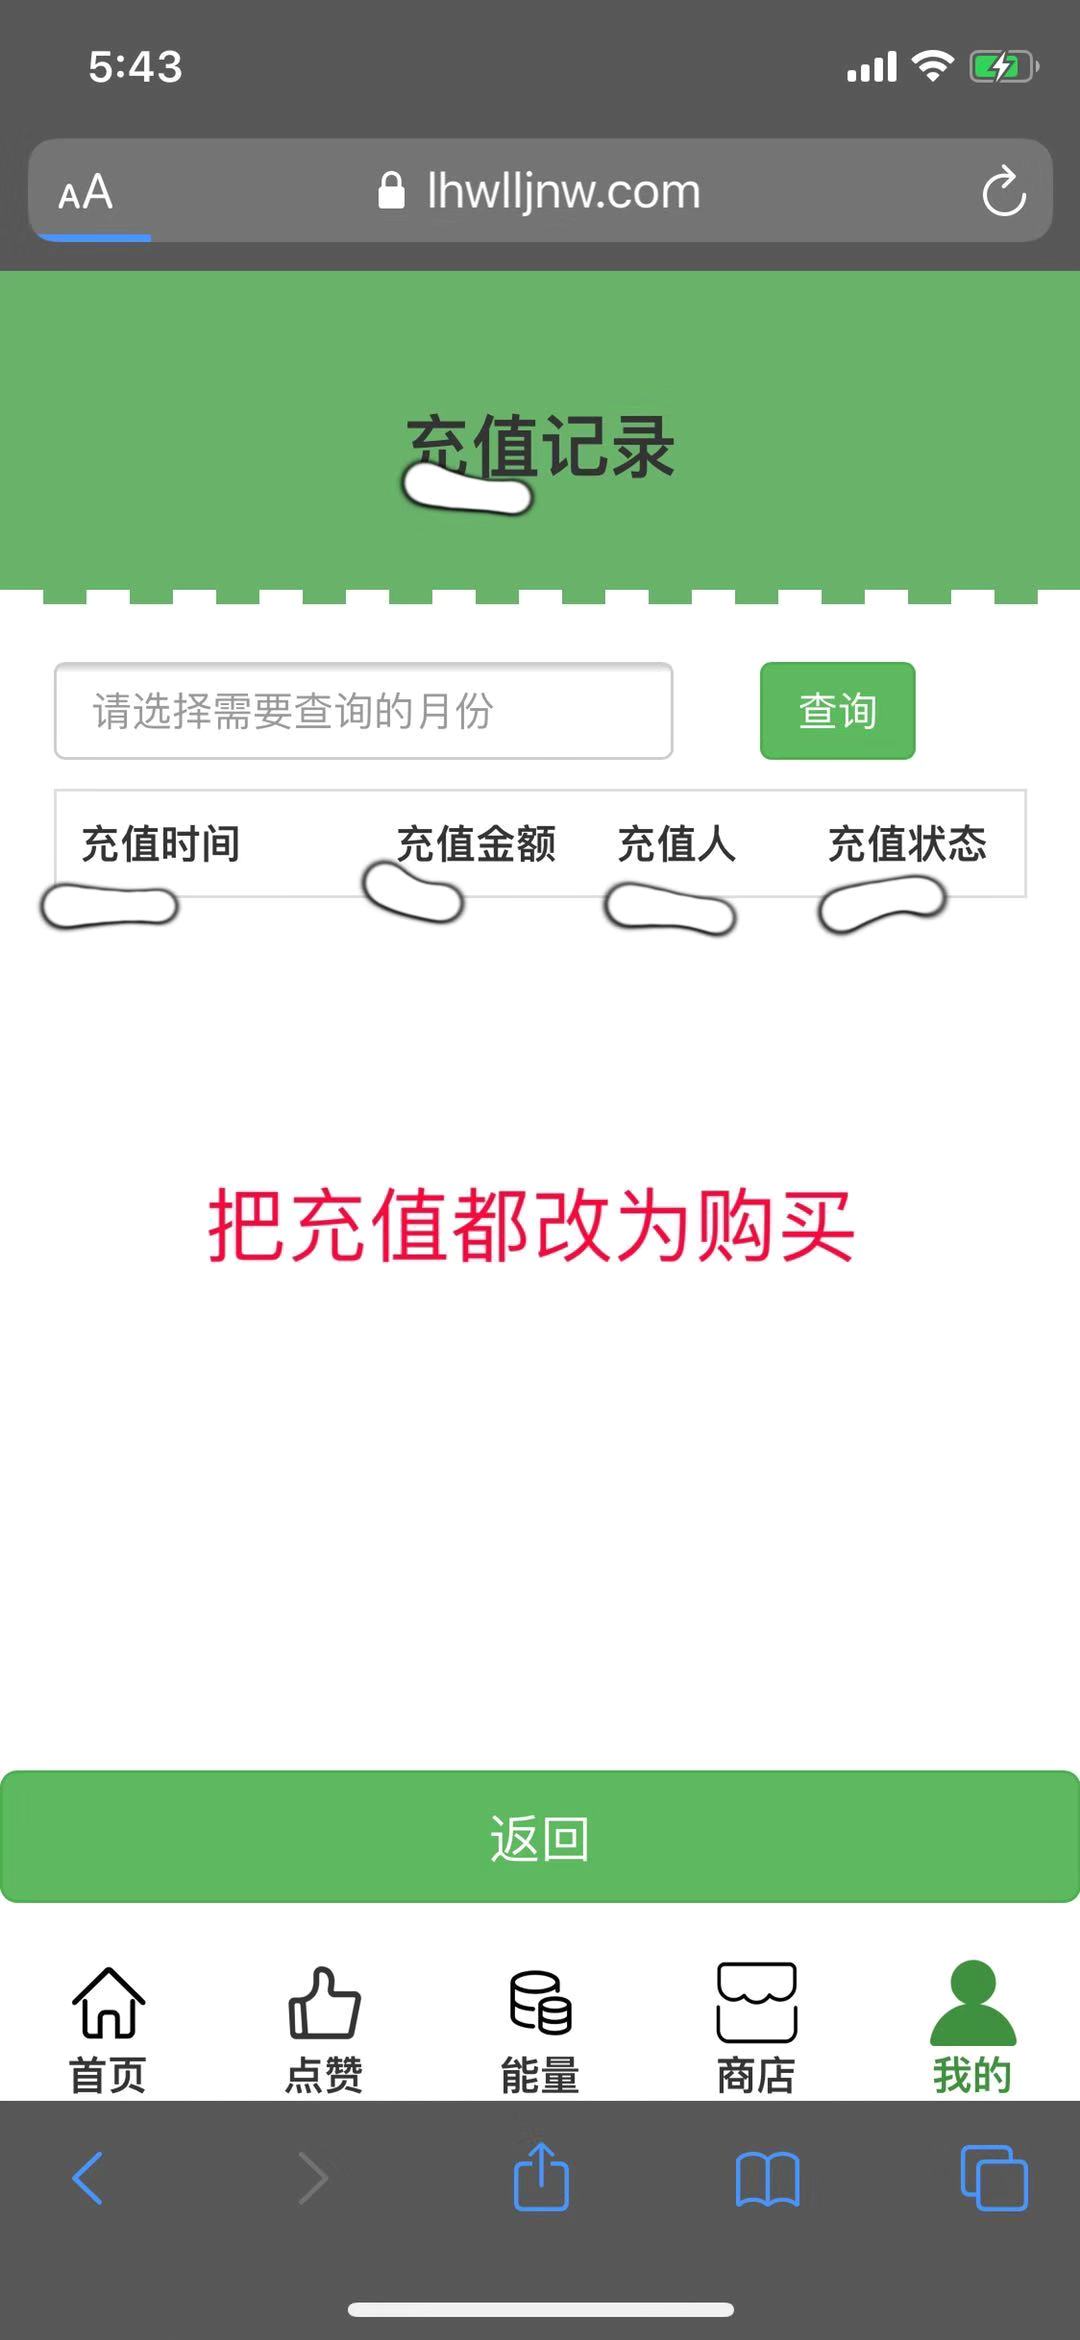 5:43
AA lhwlljnw.com
充值记录
请选择需要查询的月份 查询
充值时间 充值金额 充值人 充值状态
把充值都改为购买
返回
首页 点赞 能量 商店 我的